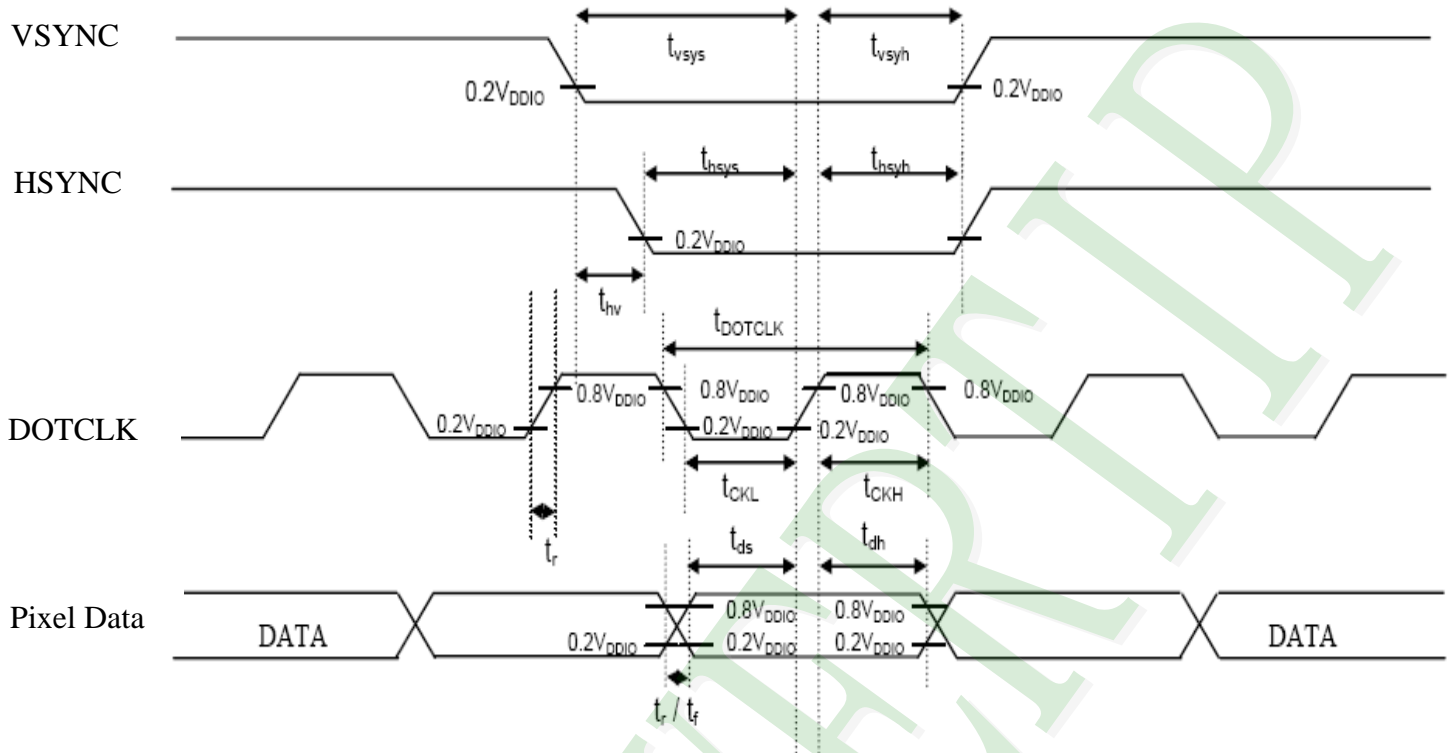 VSYNC
t_vsys
t_vsyh
0.2V_DDIO
0.2V_DDIO
HSYNC
t_hsys
t_hsyh
0.2V_DDIO
t_hv
t_DOTCLK
DOTCLK
0.8V_DDIO
0.8V_DDIO
0.8V_DDIO
0.8V_DDIO
0.2V_DDIO
0.2V_DDIO
0.2V_DDIO
t_CKL
t_CKH
t_r
t_ds
t_dh
Pixel Data
DATA
0.8V_DDIO
0.8V_DDIO
0.2V_DDIO
0.2V_DDIO
0.2V_DDIO
DATA
t_r / t_f